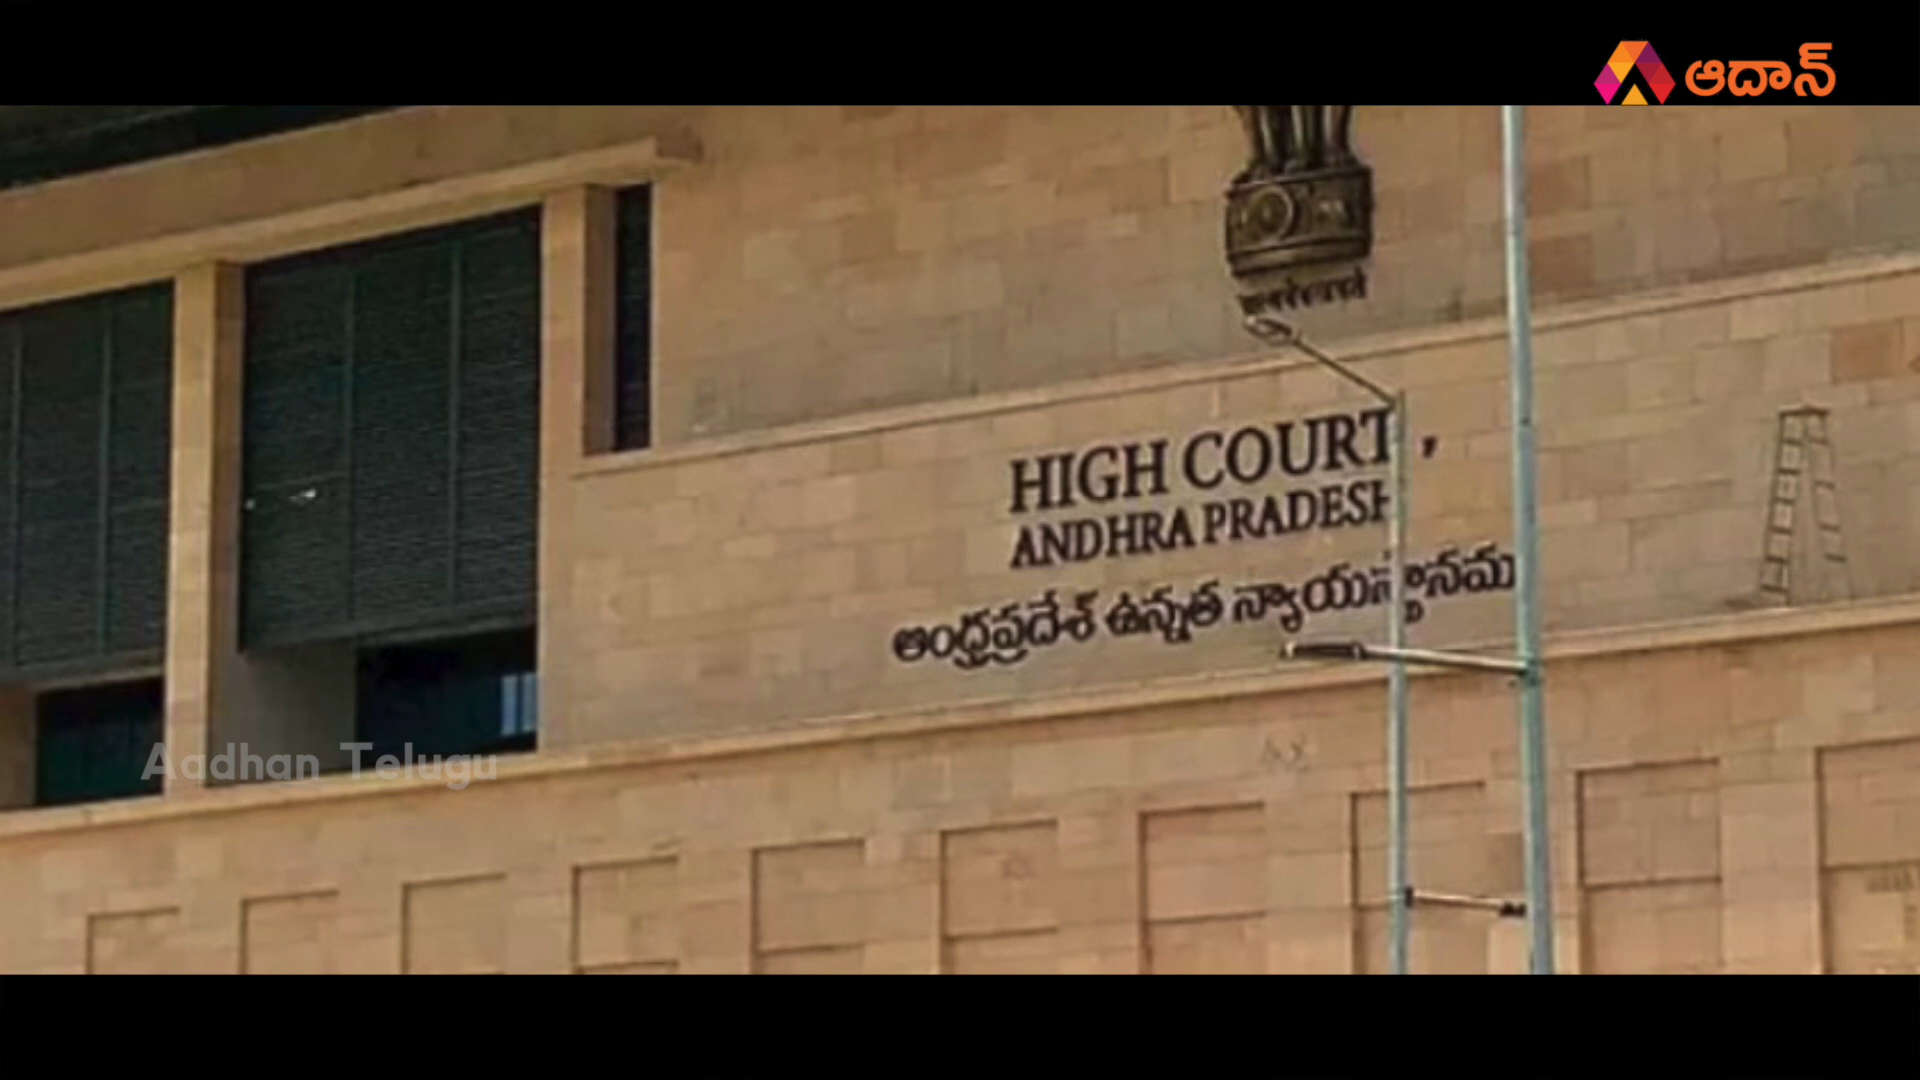 ఆదాన్
HIGH COURT,
ANDHRA PRADESH
ఆంధ్రప్రదేశ్ ఉన్నత న్యాయస్థానము
Aadhan Telugu